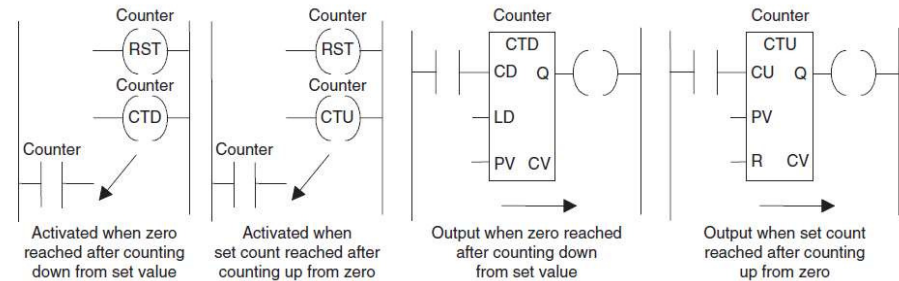 Counter
RST
Counter
CTD
Counter
Activated when zero
reached after counting
down from set value
Counter
RST
Counter
CTU
Counter
Activated when
set count reached after
counting up from zero
Counter
CTD
CD Q
LD
PV CV
Output when zero reached
after counting down
from set value
Counter
CTU
CU Q
PV
R CV
Output when set count
reached after counting
up from zero